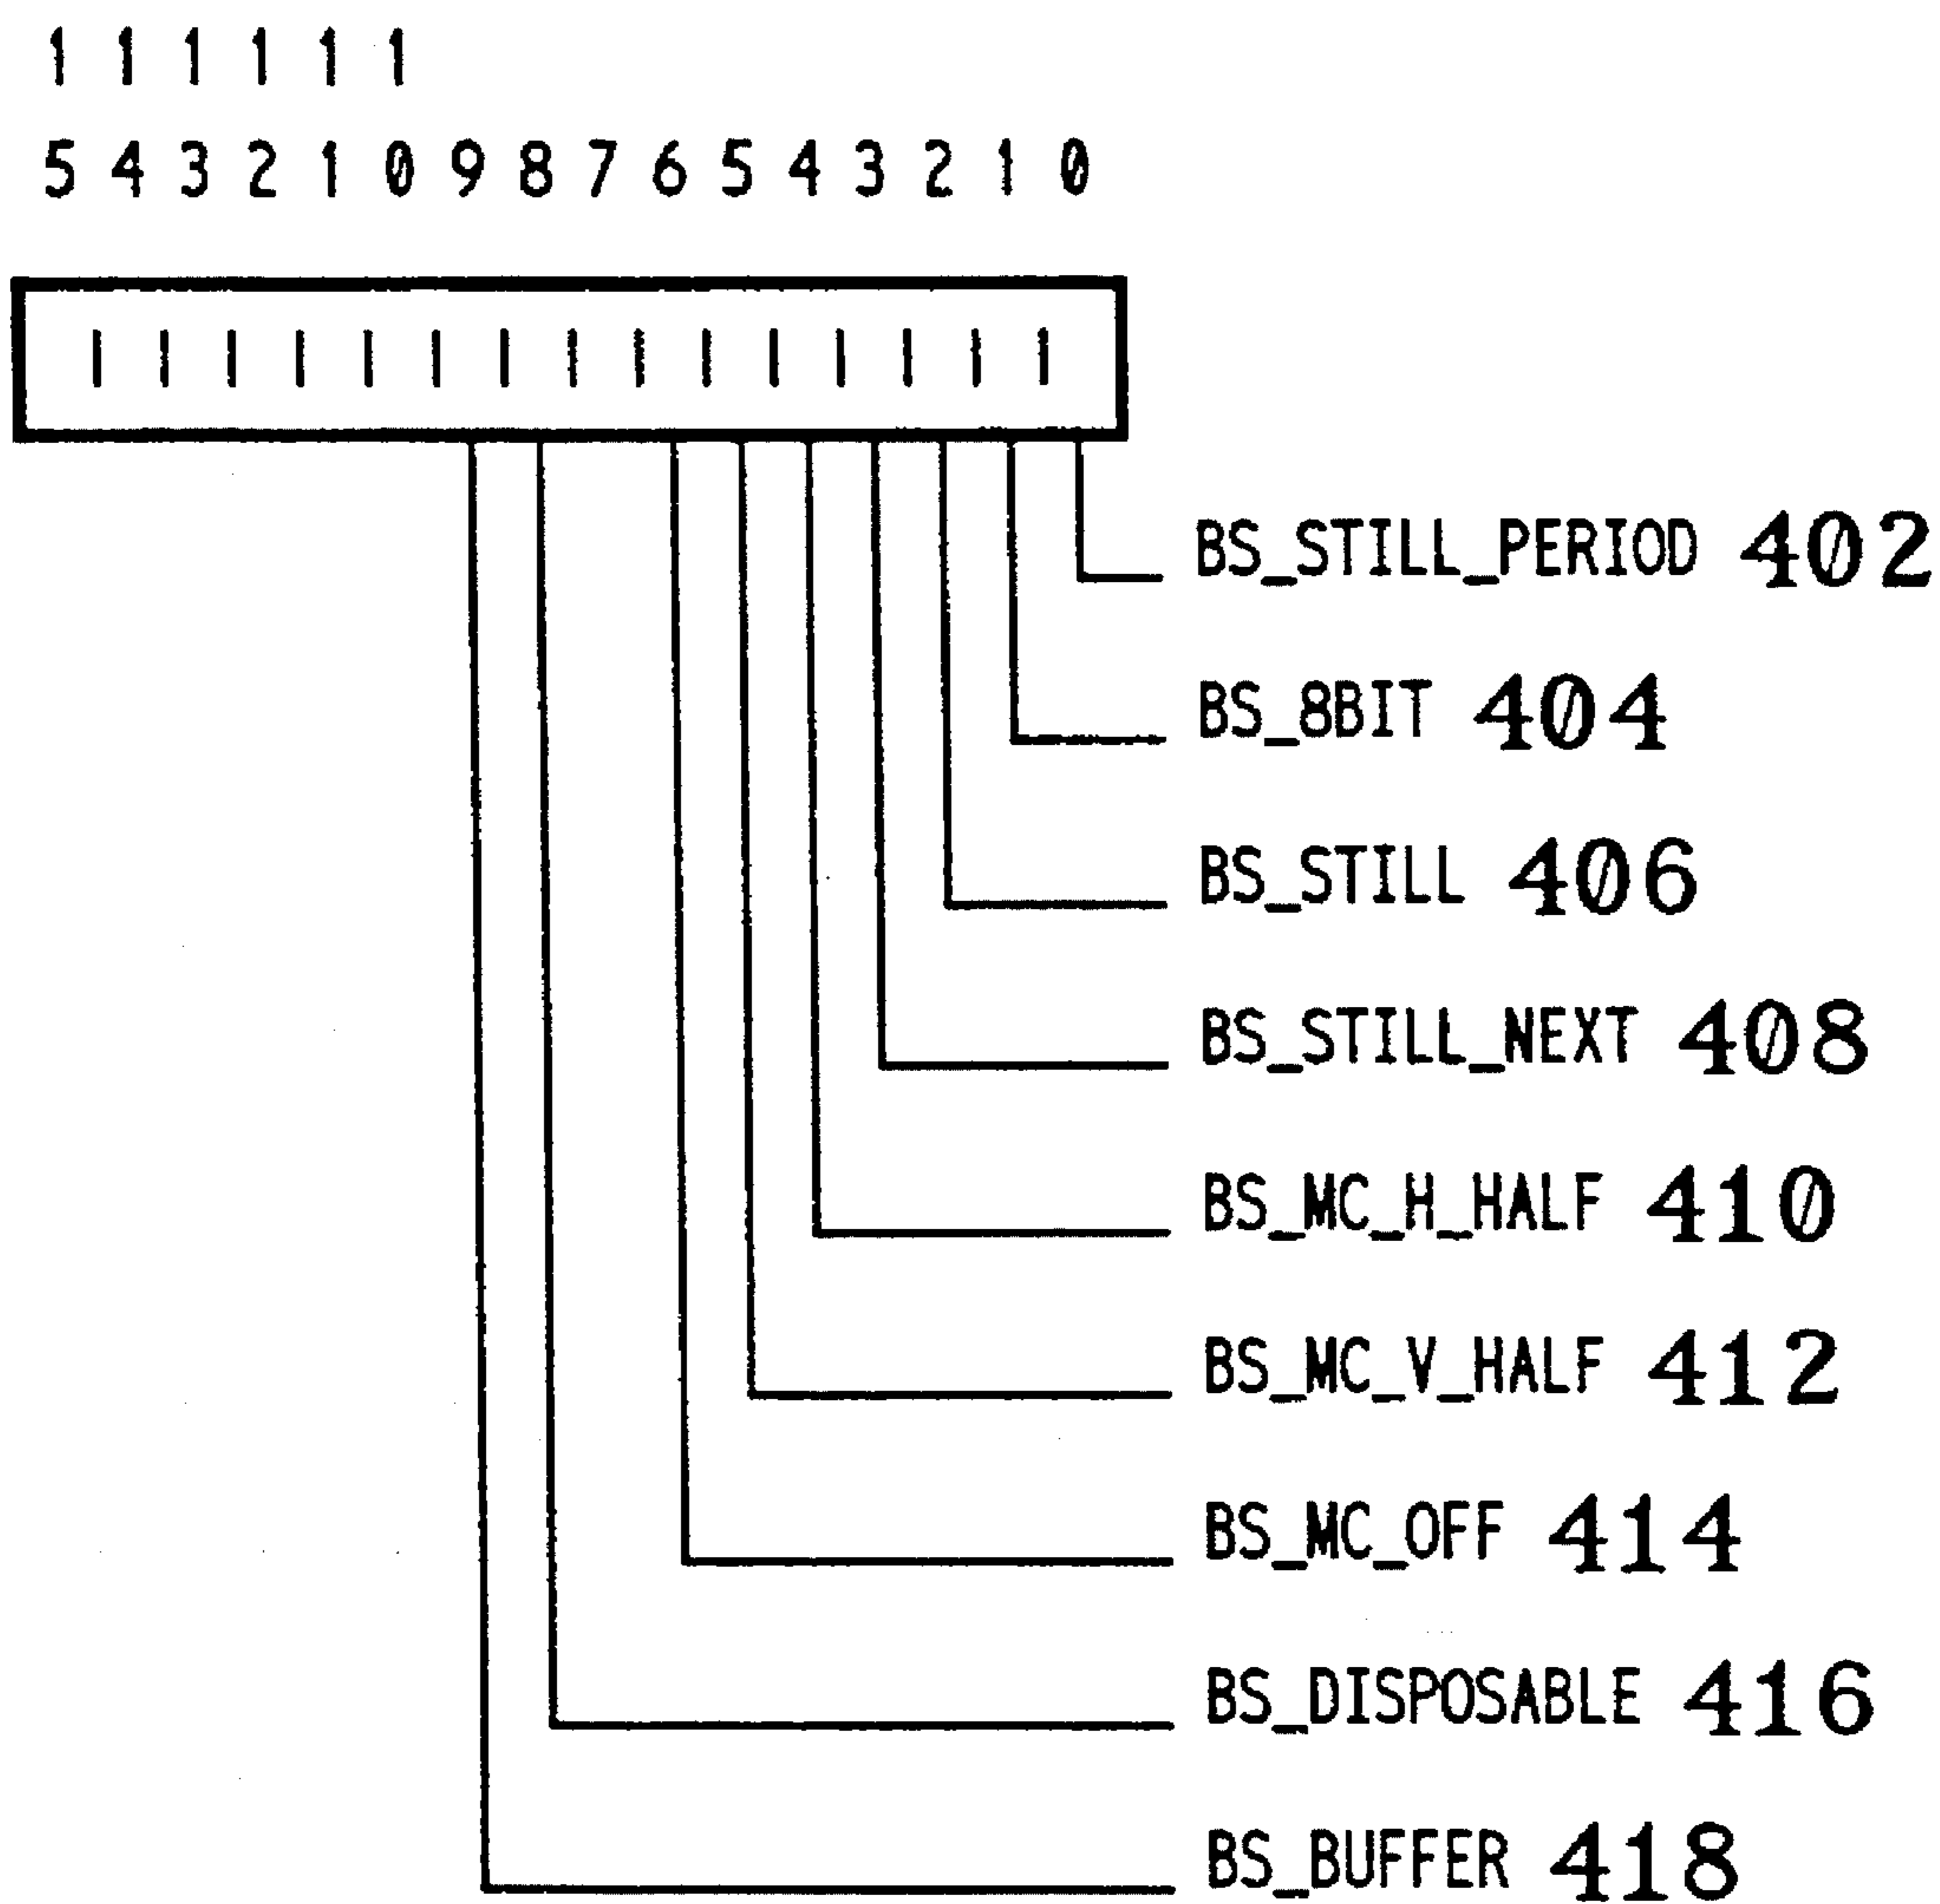 1 1 1 1 1 1
5 4 3 2 1 0 9 8 7 6 5 4 3 2 1 0
BS_STILL_PERIOD 402
BS_8BIT 404
BS_STILL 406
BS_STILL_NEXT 408
BS_MC_H_HALF 410
BS_MC_V_HALF 412
BS_MC_OFF 414
BS_DISPOSABLE 416
BS_BUFFER 418